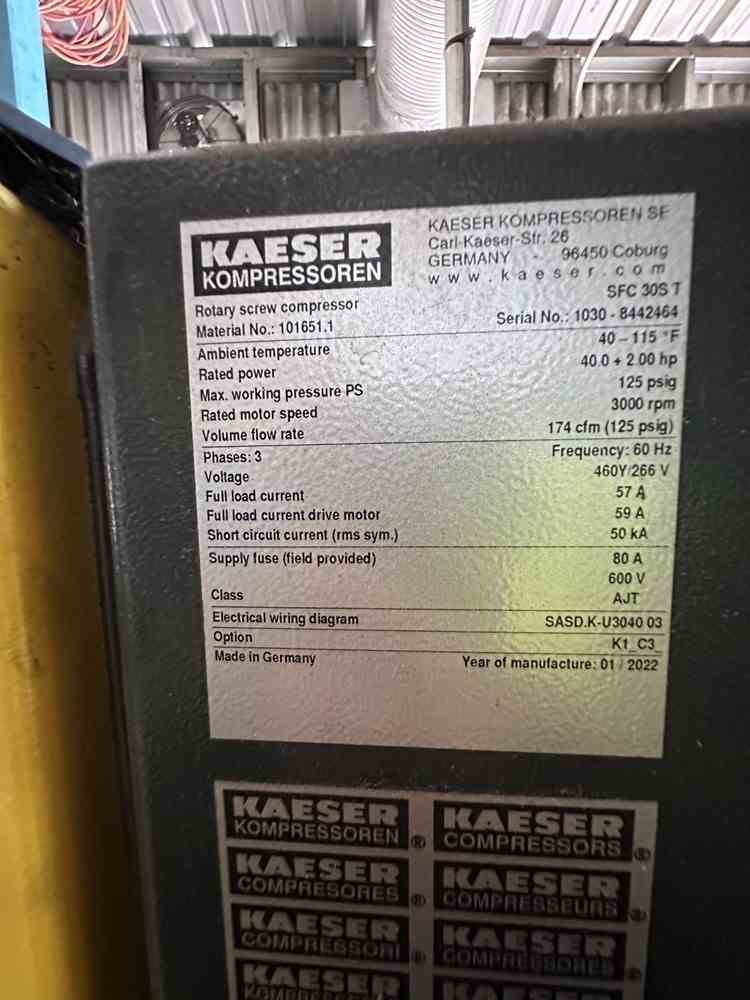 KAESER
KOMPRESSOREN
KAESER KOMPRESSOREN SE
Carl-Kaeser-Str. 26
GERMANY - 96450 Coburg
www.kaeser.com
Rotary screw compressor SFC 30S T
Material No.: 101651.1 Serial No.: 1030 - 8442464
Ambient temperature 40 – 115 °F
Rated power 40.0 + 2.00 hp
Max. working pressure PS 125 psig
Rated motor speed 3000 rpm
Volume flow rate 174 cfm (125 psig)
Phases: 3 Frequency: 60 Hz
Voltage 460Y/266 V
Full load current 57 A
Full load current drive motor 59 A
Short circuit current (rms sym.) 50 kA
Supply fuse (field provided) 80 A
600 V
Class AJT
Electrical wiring diagram SASD.K-U3040 03
Option K1_C3
Made in Germany Year of manufacture: 01 / 2022
KAESER KAESER
KOMPRESSOREN ® COMPRESSORS ®
KAESER KAESER
COMPRESORES ® COMPRESSEURS ®
KAESER KAESER
COMPRESSORI ® COMPRESSORES ®
KAESER KAESER